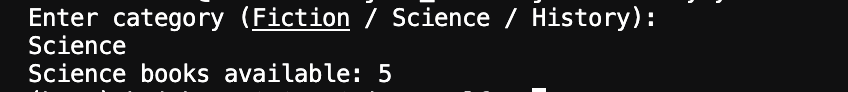 Enter category (Fiction / Science / History):
Science
Science books available: 5